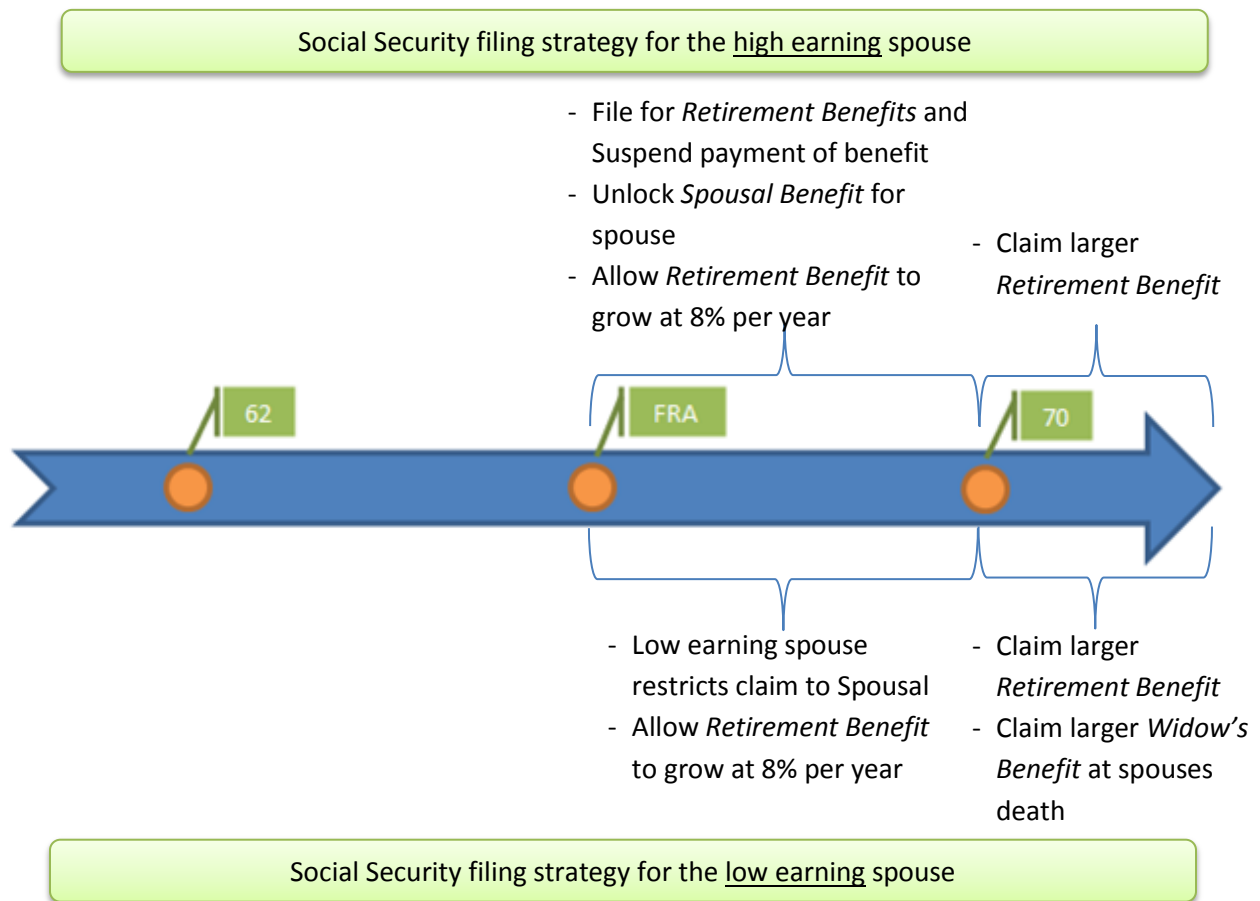 Social Security filing strategy for the high earning spouse
- File for Retirement Benefits and
Suspend payment of benefit
- Unlock Spousal Benefit for
spouse
- Allow Retirement Benefit to
grow at 8% per year
- Claim larger
Retirement Benefit
62
FRA
70
- Low earning spouse
restricts claim to Spousal
- Allow Retirement Benefit
to grow at 8% per year
- Claim larger
Retirement Benefit
- Claim larger Widow’s
Benefit at spouses
death
Social Security filing strategy for the low earning spouse